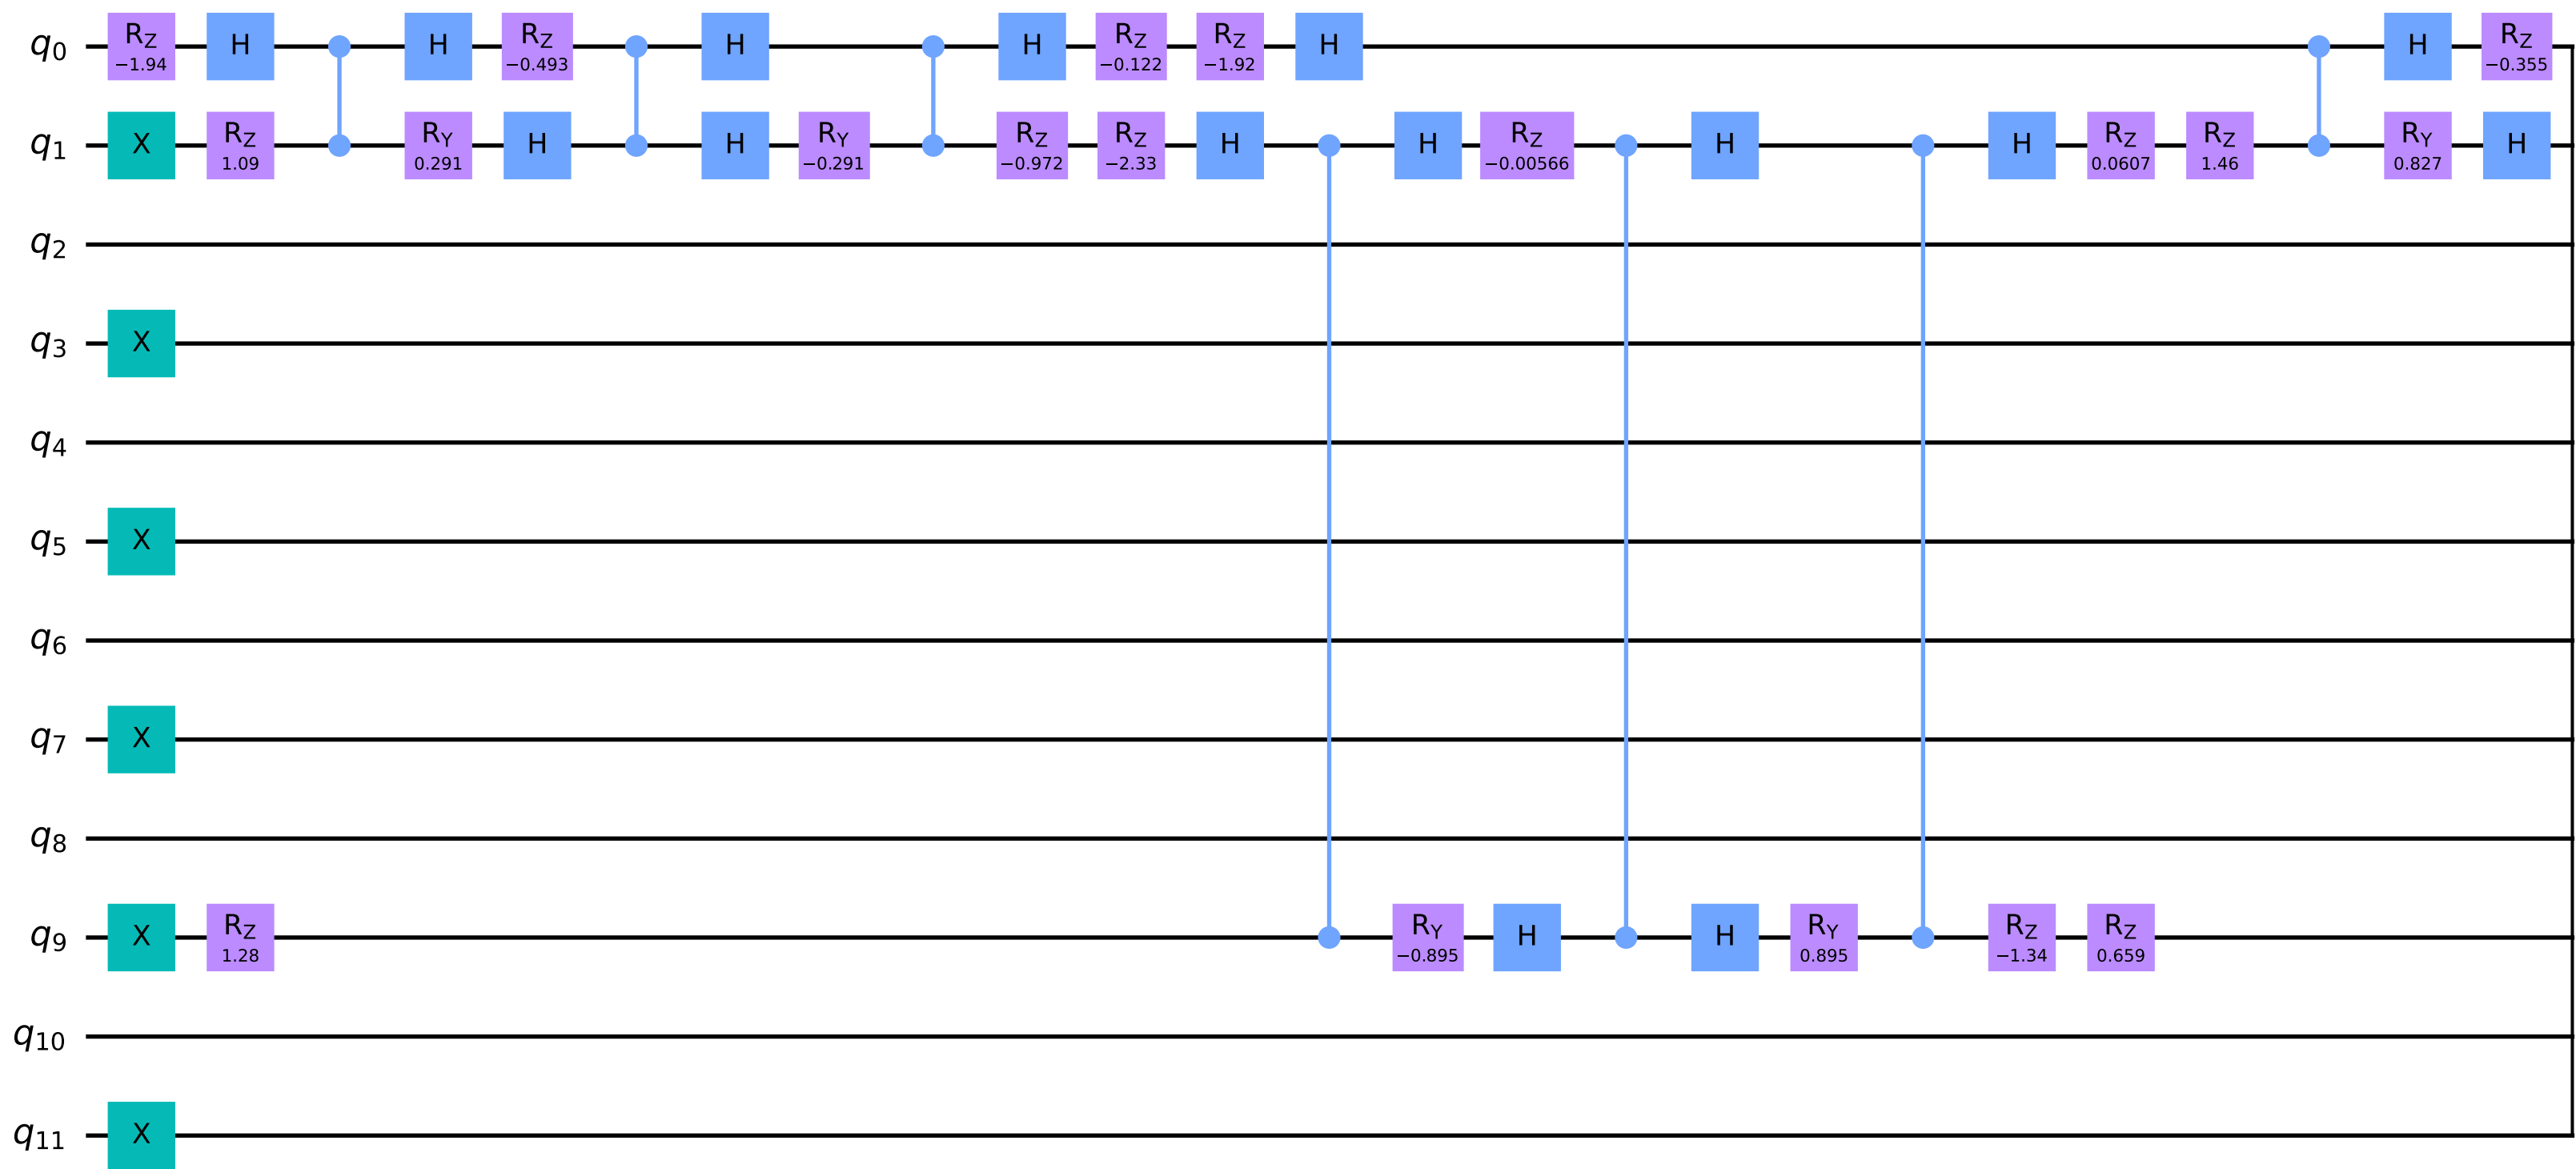 q0 RZ −1.94 H H RZ −0.493 H H RZ −0.122 RZ −1.92 H H RZ −0.355
q1 X RZ 1.09 RY 0.291 H H RY −0.291 RZ −0.972 RZ −2.33 H H RZ −0.00566 H H RZ 0.0607 RZ 1.46 RY 0.827 H
q2
q3 X
q4
q5 X
q6
q7 X
q8
q9 X RZ 1.28 RY −0.895 H H RY 0.895 RZ −1.34 RZ 0.659
q10
q11 X